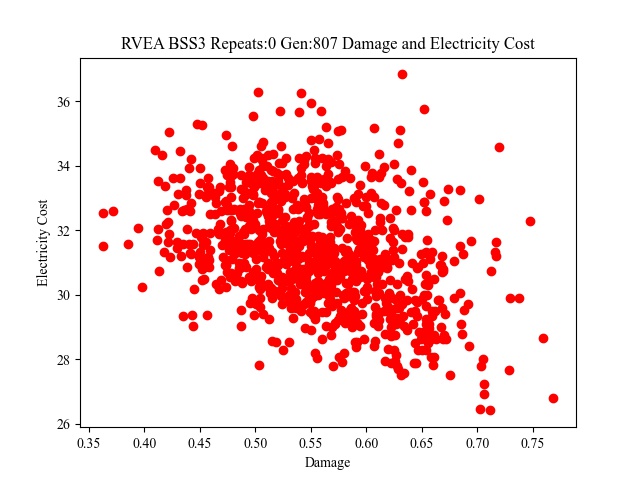 RVEA BSS3 Repeats:0 Gen:807 Damage and Electricity Cost
36
34
32
30
28
26
Electricity Cost
0.35 0.40 0.45 0.50 0.55 0.60 0.65 0.70 0.75
Damage